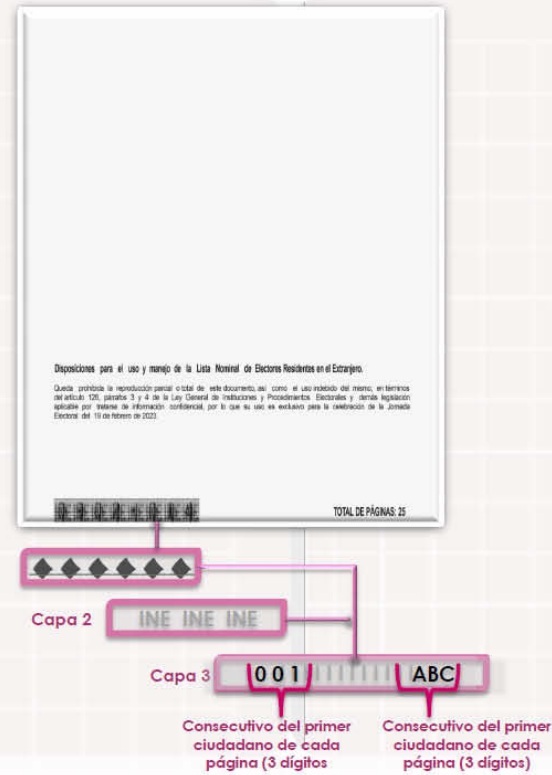 Disposiciones para el uso y manejo de la Lista Nominal de Electores Residentes en el Extranjero.
Queda prohibida la reproducción parcial o total de este documento, así como el uso indebido del mismo, en términos
del artículo 126, párrafos 3 y 4 de la Ley General de Instituciones y Procedimientos Electorales y demás legislación
aplicable por tratarse de información confidencial, por lo que su uso es exclusivo para la celebración de la Jornada
Electoral del 19 de febrero de 2023.
TOTAL DE PÁGINAS: 25
Capa 2
INE INE INE
Capa 3
001
ABC
Consecutivo del primer
ciudadano de cada
página (3 dígitos
Consecutivo del primer
ciudadano de cada
página (3 dígitos)